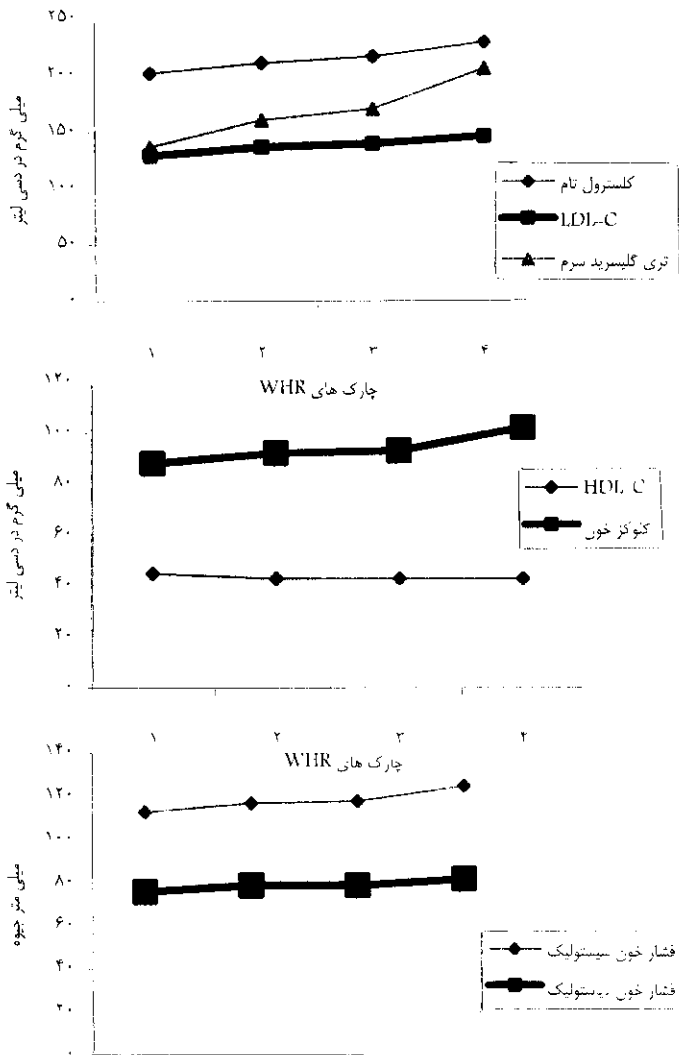 ۲۵۰
۲۰۰
۱۵۰
۱۰۰
۵۰
۰
میلی گرم در دسی لیتر
کلسترول تام
LDL-C
تری گلیسرید سرم
۱ ۲ ۳ ۴
چارک های WHR
۱۲۰
۱۰۰
۸۰
۶۰
۴۰
۲۰
۰
میلی گرم در دسی لیتر
HDL-C
خون
۱ ۲ ۳ ۴
چارک های WHR
۱۴۰
۱۲۰
۱۰۰
۸۰
۶۰
۴۰
۲۰
۰
میلی متر جیوه
فشار خون سیستولیک
فشار خون